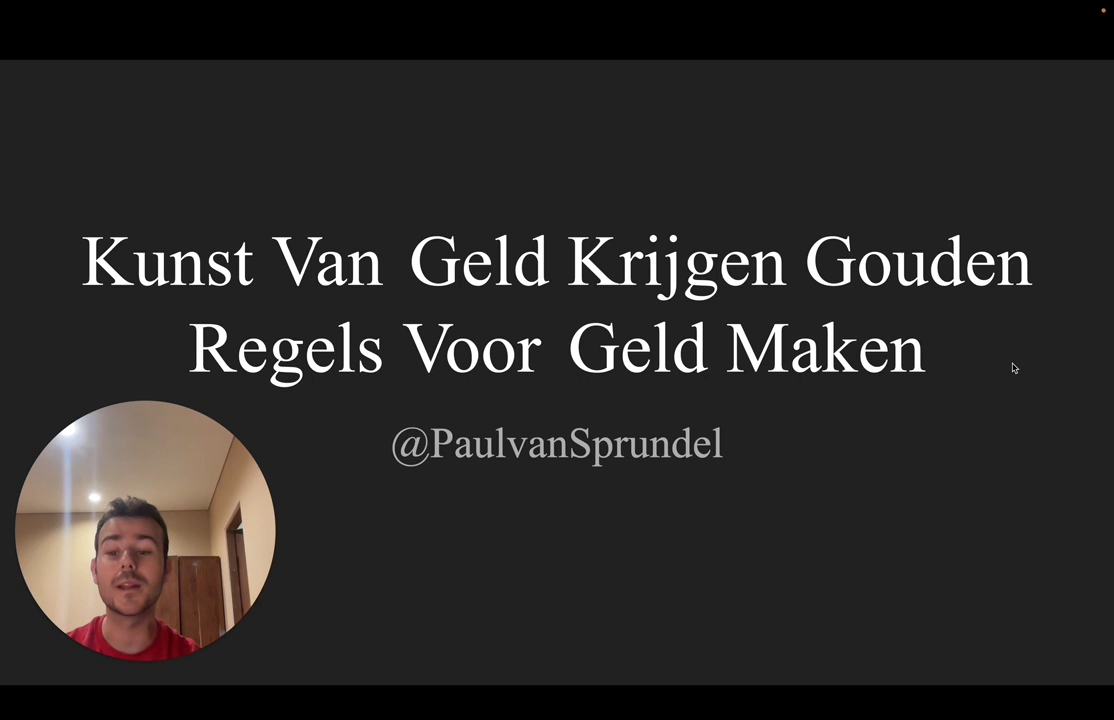 Kunst Van Geld Krijgen Gouden
Regels Voor Geld Maken
@PaulvanSprundel